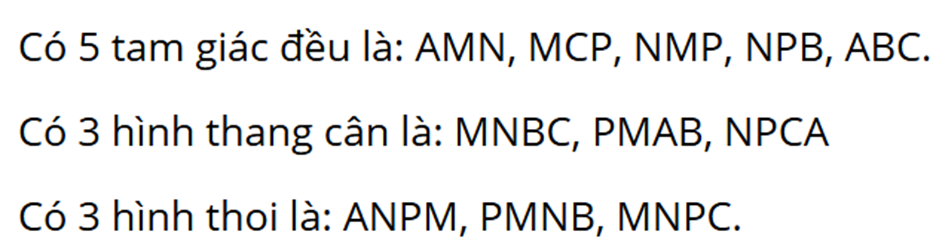 Có 5 tam giác đều là: AMN, MCP, NMP, NPB, ABC.
Có 3 hình thang cân là: MNBC, PMAB, NPCA
Có 3 hình thoi là: ANPM, PMNB, MNPC.